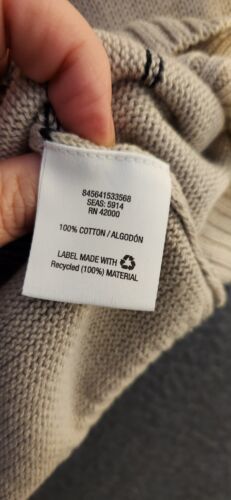 845641533568
SEAS: 5914
RN 42000
100% COTTON / ALGODÓN
LABEL MADE WITH
Recycled (100%) MATERIAL